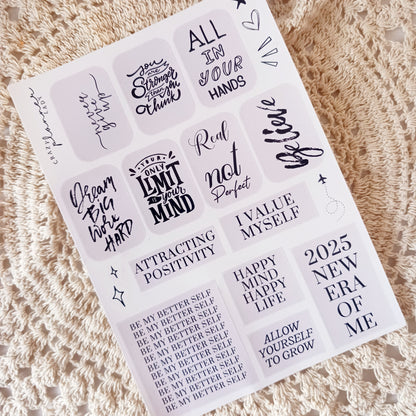 never
give
up
you
are
Stronger
than you
think
ALL
IN
YOUR
HANDS
Believe
Dream
BIG
Work
HARD
YOUR
ONLY
LIMIT
is your
MIND
Real
not
Perfect
ATTRACTING
POSITIVITY
I VALUE
MYSELF
BE MY BETTER SELF
BE MY BETTER SELF
BE MY BETTER SELF
BE MY BETTER SELF
BE MY BETTER SELF
BE MY BETTER SELF
BE MY BETTER SELF
BE MY BETTER SELF
BE MY BETTER SELF
HAPPY
MIND
HAPPY
LIFE
ALLOW
YOURSELF
TO GROW
2025
NEW
ERA
OF
ME